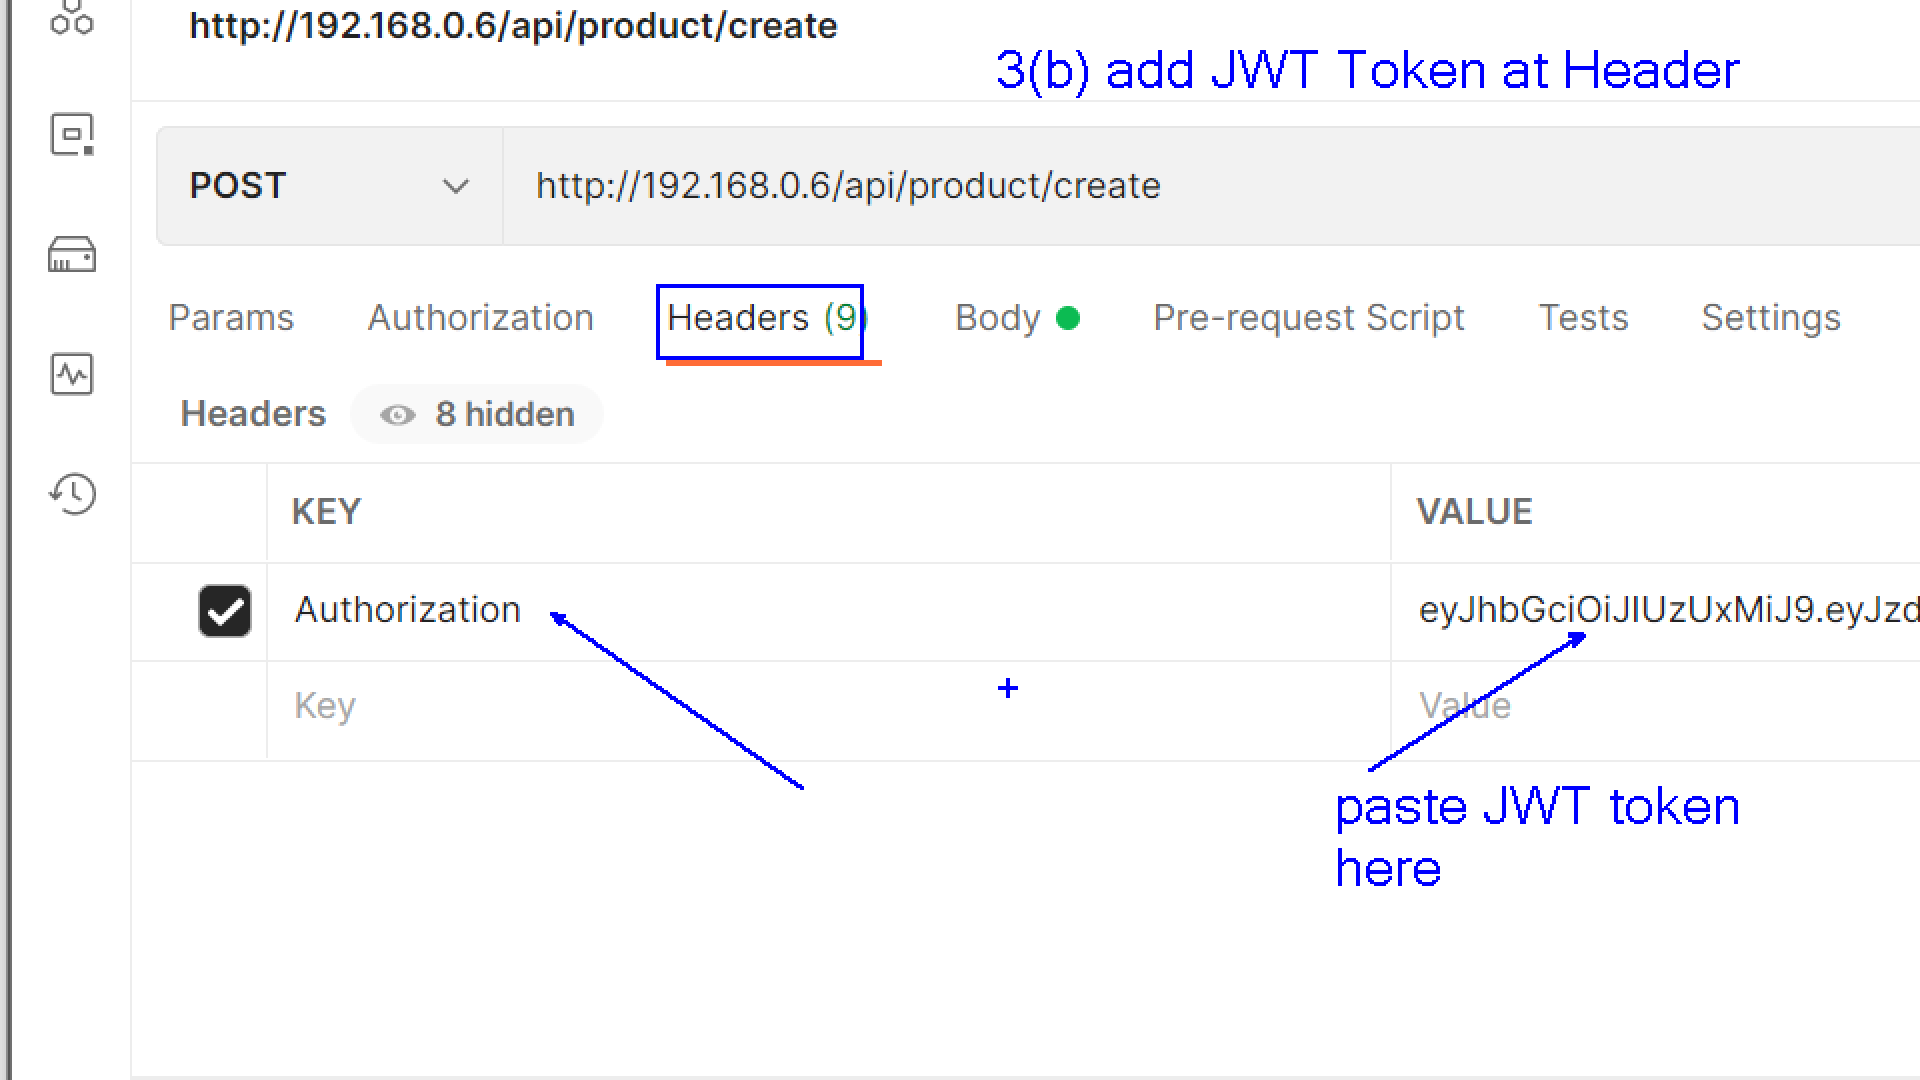 http://192.168.0.6/api/product/create
3(b) add JWT Token at Header
POST http://192.168.0.6/api/product/create
Params Authorization Headers (9) Body Pre-request Script Tests Settings
Headers 8 hidden
KEY VALUE
Authorization eyJhbGciOiJIUzUxMiJ9.eyJzd
Key Value
paste JWT token
here